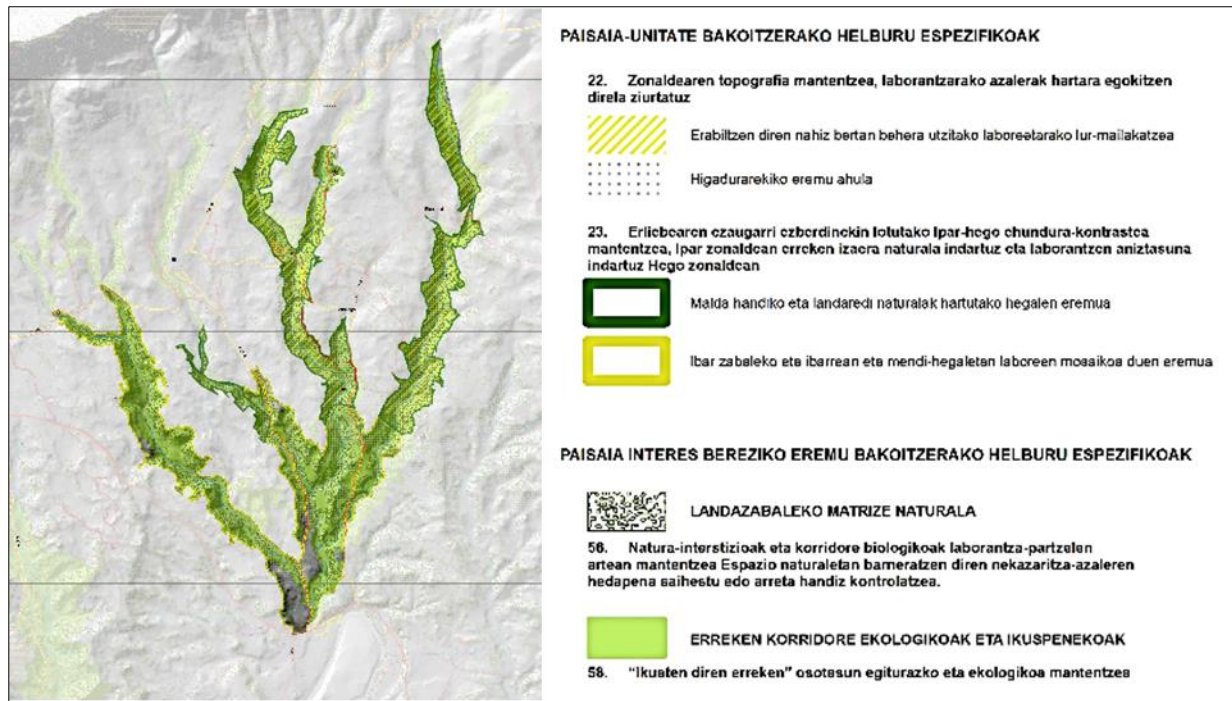 PAISAIA-UNITATE BAKOITZERAKO HELBURU ESPEZIFIKOAK
22. Zonaldearen topografia mantentzea, laborantzarako azalerak hartara egokitzen
direla ziurtatuz
Erabiltzen diren nahiz bertan behera utzitako laboreetarako lur-mailakatzea
Higadurarekiko eremu ahula
23. Erliebearen ezaugarri ezberdinekin lotutako Ipar-hego ehundura-kontrastea
mantentzea, Ipar zonaldean erreken izaera naturala indartuz eta laborantzen aniztasuna
indartuz Hego zonaldean
Malda handiko eta landaredi naturalak hartutako hegalen eremua
Ibar zabaleko eta ibarrean eta mendi-hegaletan laboreen mosaikoa duen eremua
PAISAIA INTERES BEREZIKO EREMU BAKOITZERAKO HELBURU ESPEZIFIKOAK
LANDAZABALEKO MATRIZE NATURALA
56. Natura-interstizioak eta korridore biologikoak laborantza-partzelen
artean mantentzea Espazio naturaletan barneratzen diren nekazaritza-azaleren
hedapena saihestu edo arreta handiz kontrolatzea.
ERREKEN KORRIDORE EKOLOGIKOAK ETA IKUSPENEKOAK
58. "Ikusten diren erreken" osotasun egiturazko eta ekologikoa mantentzea